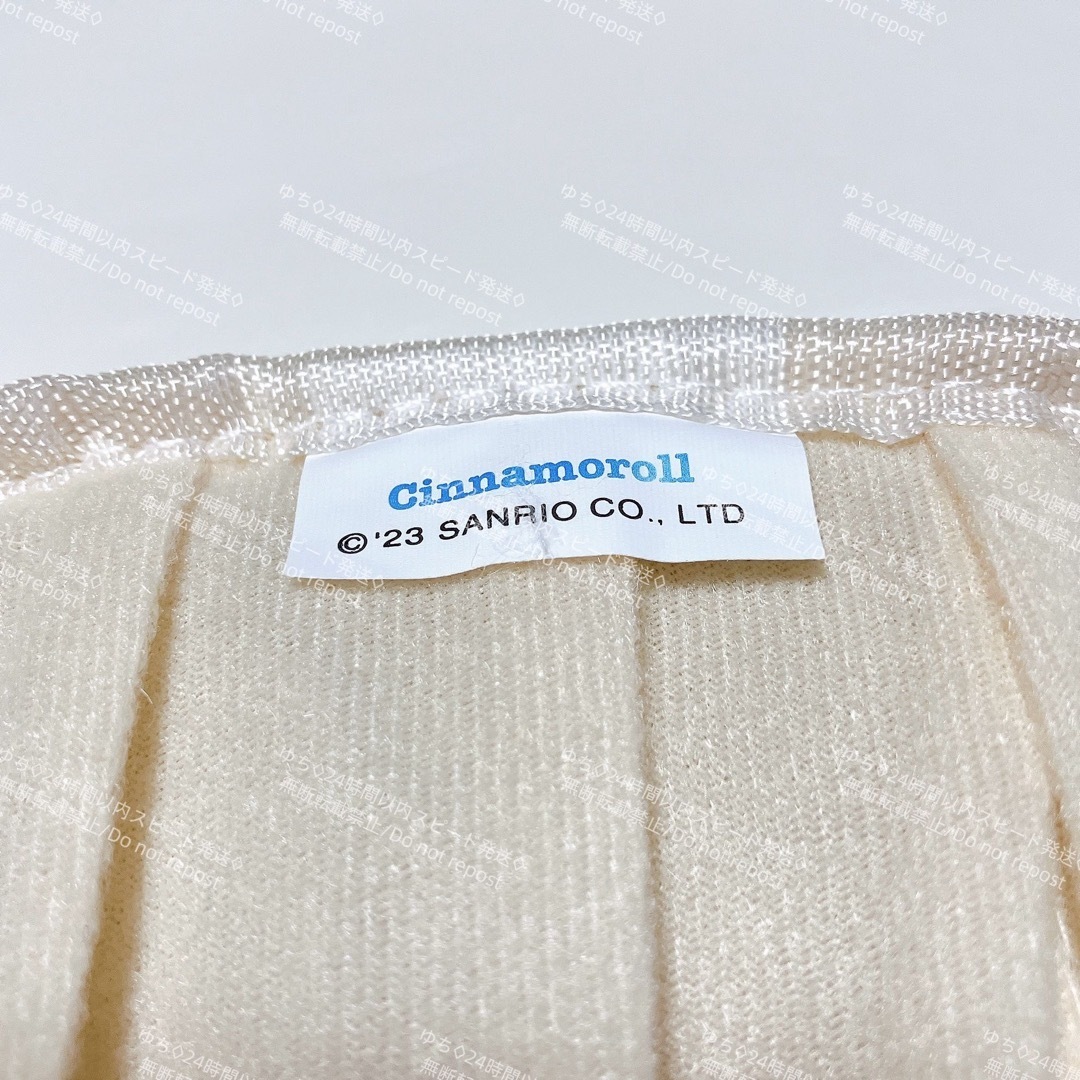 ゆち◊24時間以内スピード発送◊
無断転載禁止/Do not repost
Cinnamoroll
©'23 SANRIO CO., LTD